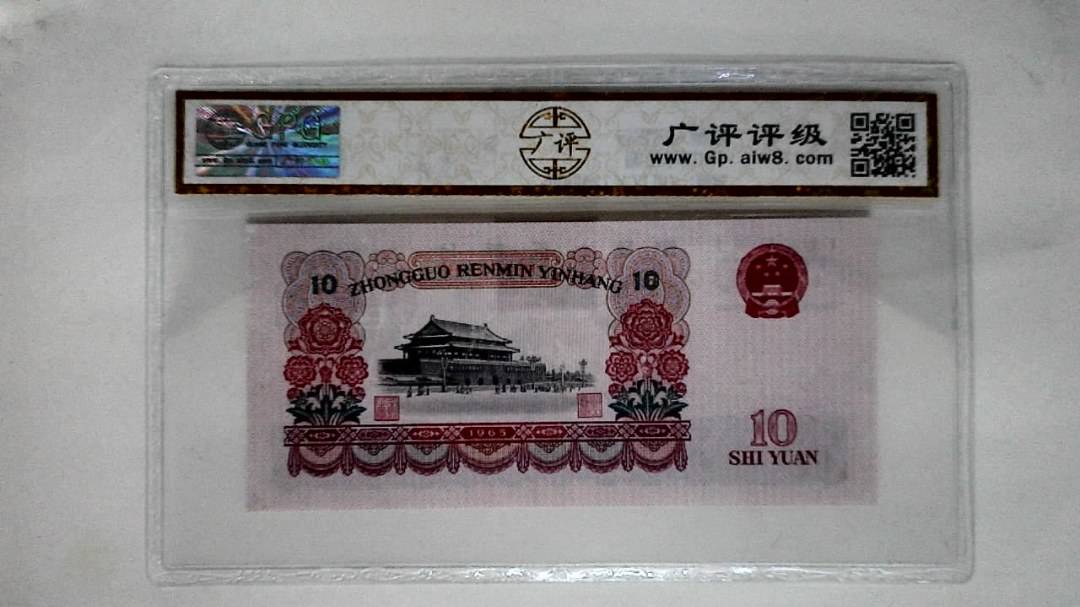 GPG
广评
广评评级
www. Gp. aiw8. com
10
ZHONGGUO RENMIN YINHANG
10
1965
10
SHI YUAN